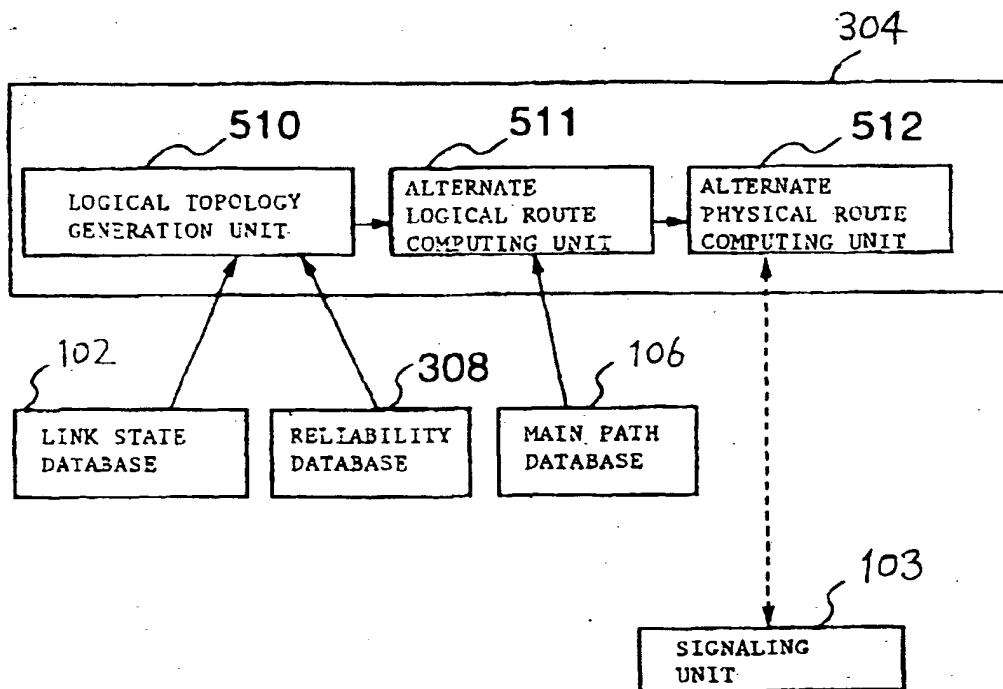 304
510
511
512
LOGICAL TOPOLOGY
GENERATION UNIT
ALTERNATE
LOGICAL ROUTE
COMPUTING UNIT
ALTERNATE
PHYSICAL ROUTE
COMPUTING UNIT
102
308
106
LINK STATE
DATABASE
RELIABILITY
DATABASE
MAIN PATH
DATABASE
103
SIGNALING
UNIT